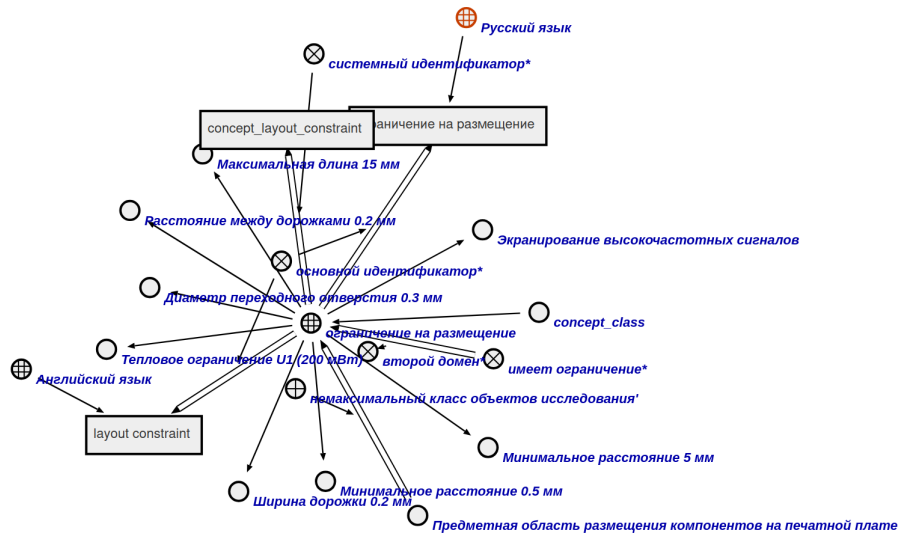 Русский язык
системный идентификатор*
concept_layout_constraint
раничение на размещение
Максимальная длина 15 мм
Расстояние между дорожками 0.2 мм
Экранирование высокочастотных сигналов
основной идентификатор*
Диаметр переходного отверстия 0.3 мм
concept_class
ограничение на размещение
Тепловое ограничение U1 (200 мВт)
второй домен*
имеет ограничение*
Английский язык
немаксимальный класс объектов исследования'
layout constraint
Минимальное расстояние 5 мм
Минимальное расстояние 0.5 мм
Ширина дорожки 0.2 мм
Предметная область размещения компонентов на печатной плате